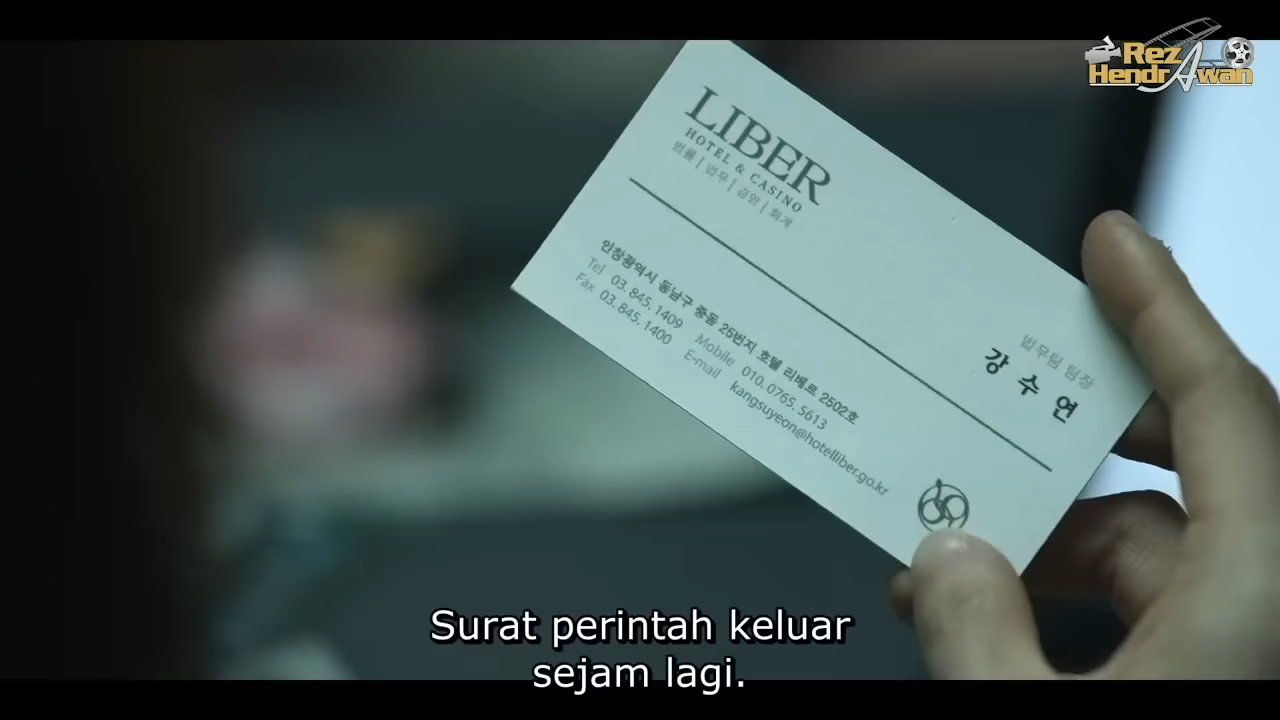 Rez
HendrAwan
LIBER
HOTEL & CASINO
법률 | 법무 | 경영 | 회계
인창광역시 동남구 중동 25번지 호텔 리베르 2502호
Tel 03. 845. 1409 Mobile 010. 0765. 5613
Fax 03. 845. 1400 E-mail kangsuyeon@hotelliber.go.kr
법무팀 팀장
강 수 연
Surat perintah keluar
sejam lagi.